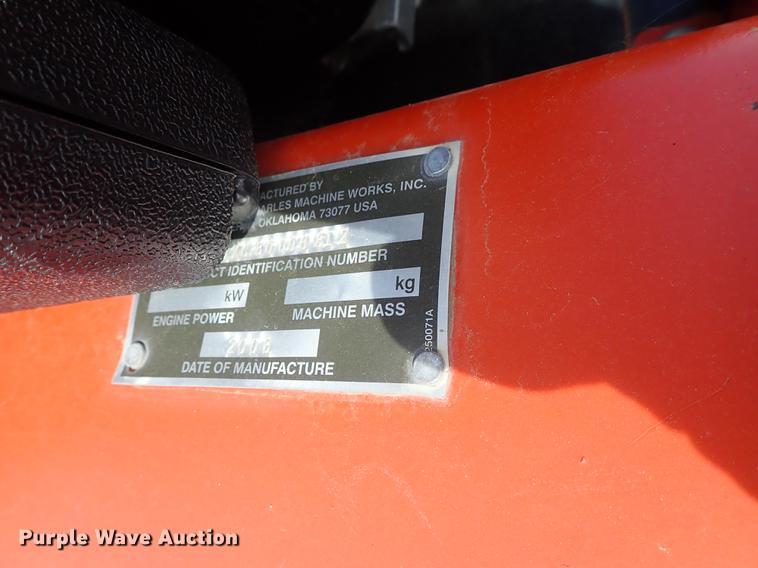 ACTURED BY
ARLES MACHINE WORKS, INC.
OKLAHOMA 73077 USA
CT IDENTIFICATION NUMBER
kW
kg
ENGINE POWER
MACHINE MASS
2008
DATE OF MANUFACTURE
250071A
Purple Wave Auction